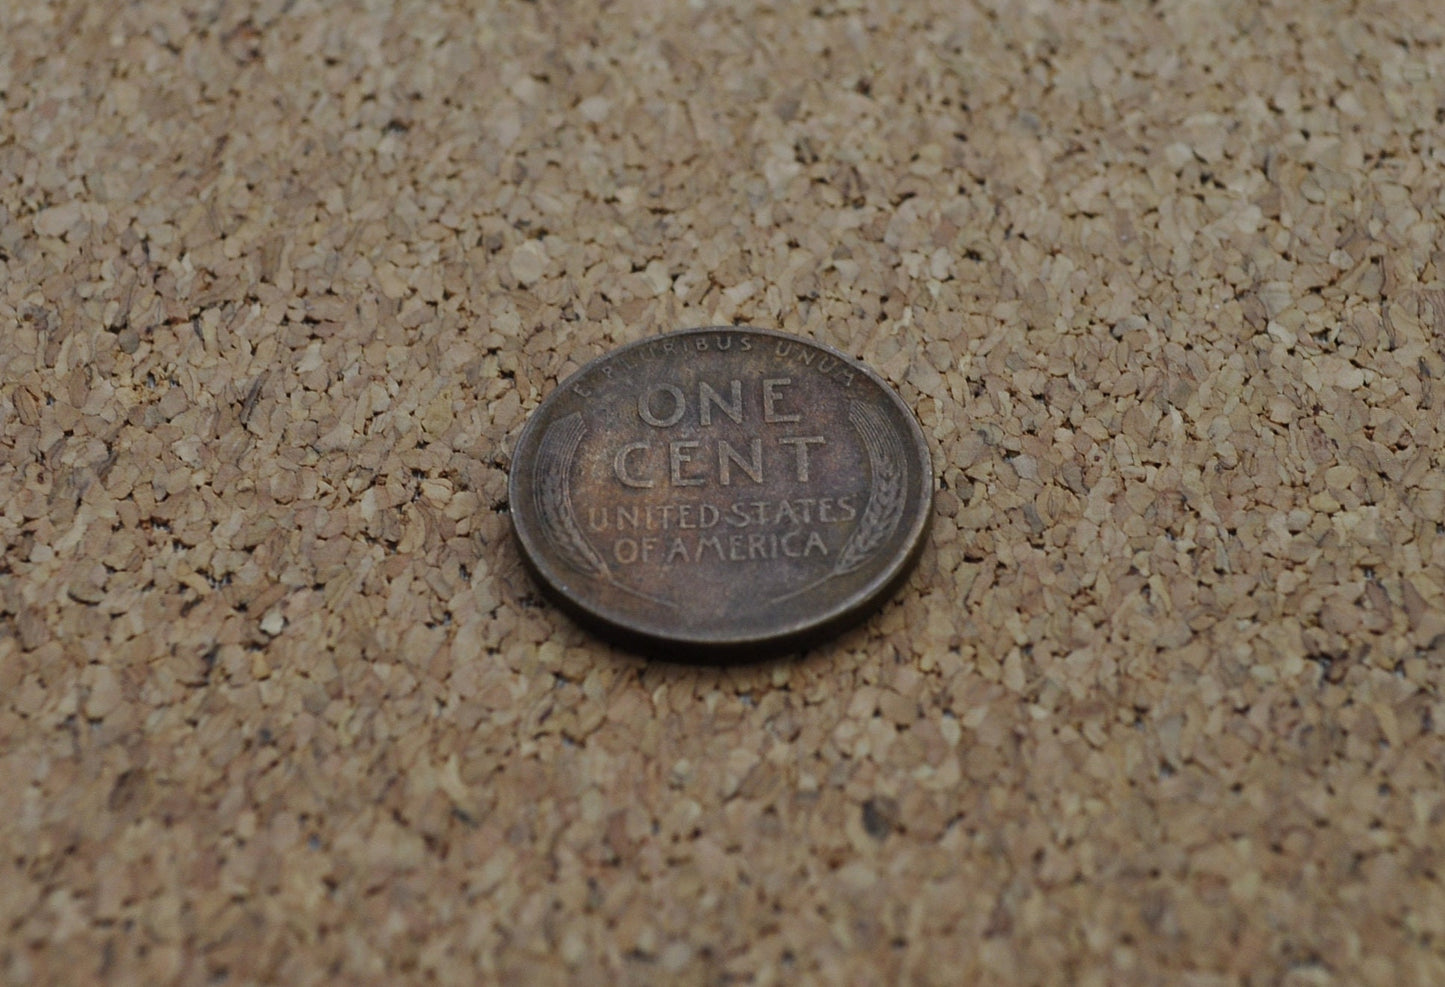 E PLURIBUS UNUM
ONE
CENT
UNITED STATES
OF AMERICA